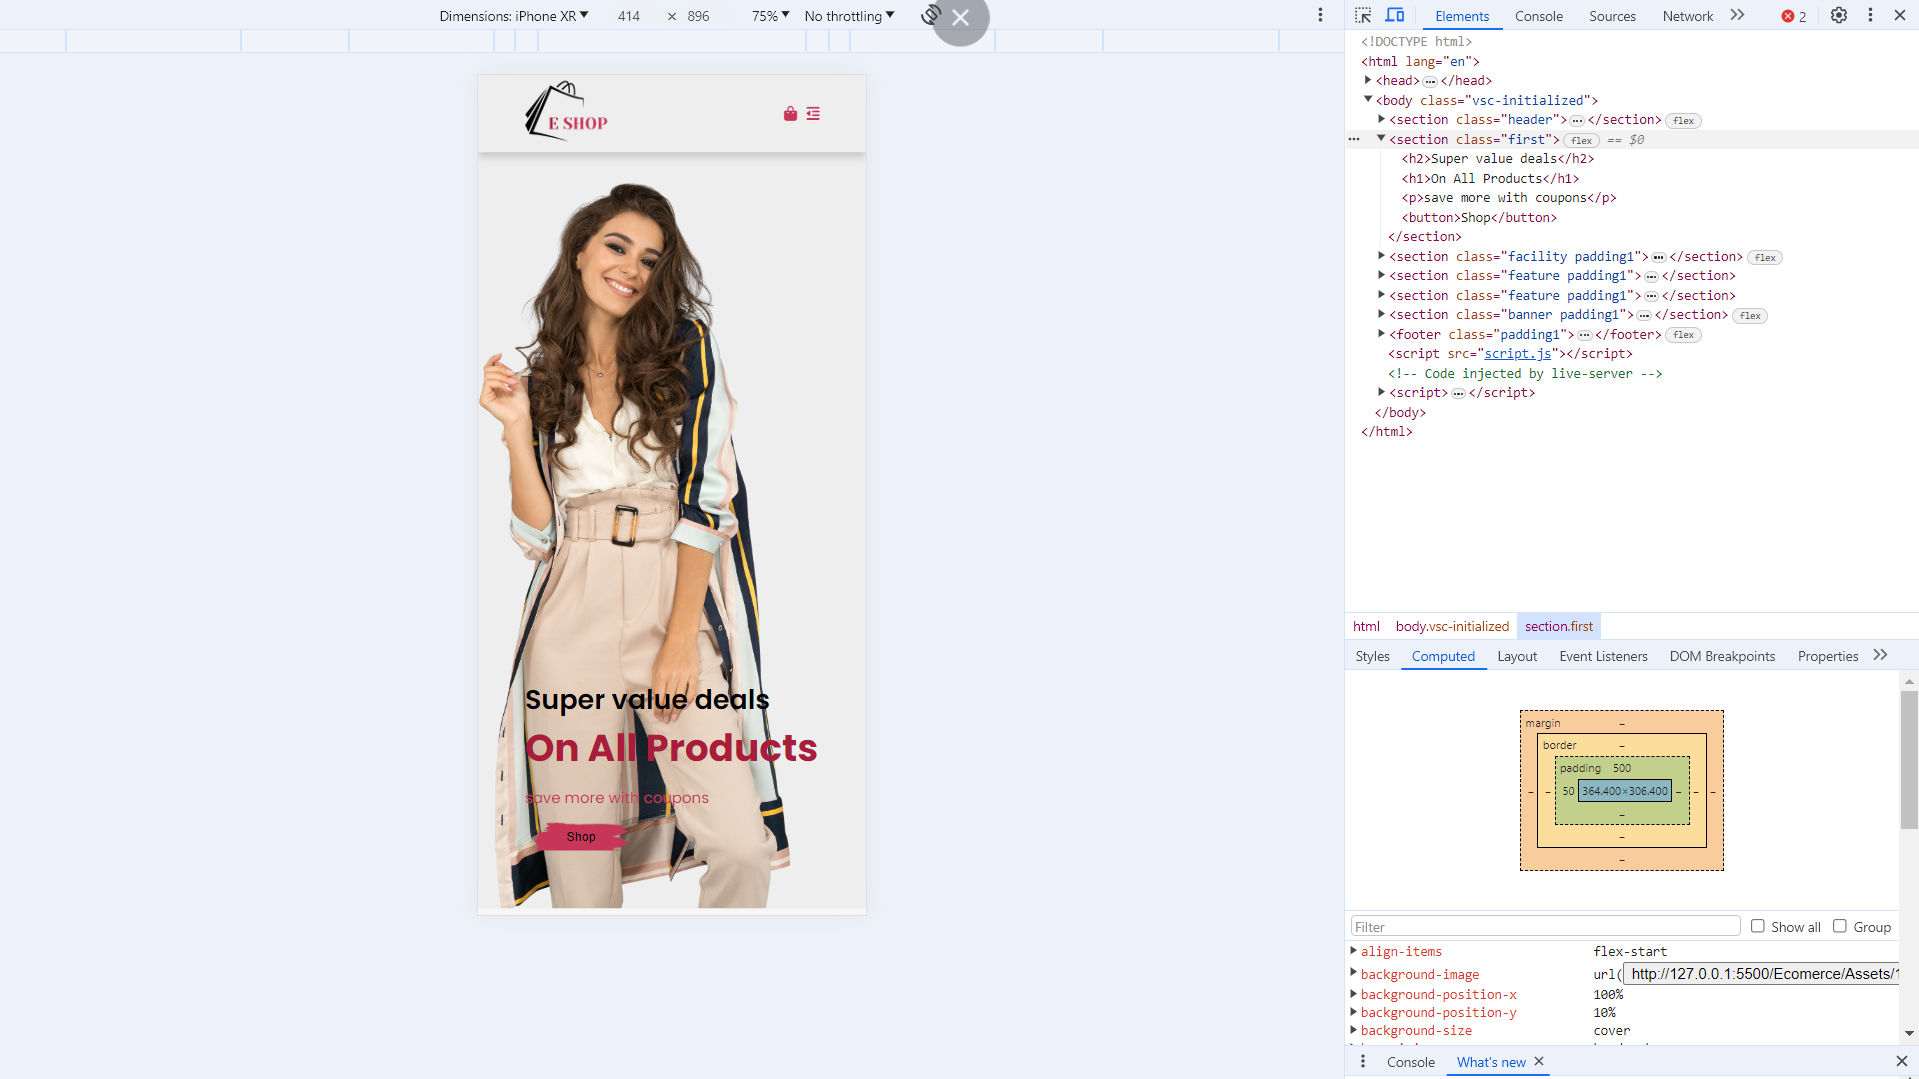 Dimensions: iPhone XR 414 × 896 75% No throttling
E SHOP
Super value deals
On All Products
save more with coupons
Shop
Elements Console Sources Network 2
<!DOCTYPE html>
<html lang="en">
<head> </head>
<body class="vsc-initialized">
<section class="header"> </section> flex
<section class="first"> flex == $0
<h2>Super value deals</h2>
<h1>On All Products</h1>
<p>save more with coupons</p>
<button>Shop</button>
</section>
<section class="facility padding1"> </section> flex
<section class="feature padding1"> </section>
<section class="feature padding1"> </section>
<section class="banner padding1"> </section> flex
<footer class="padding1"> </footer> flex
<script src="script.js"></script>
<!-- Code injected by live-server -->
<script> </script>
</body>
</html>
html body.vsc-initialized section.first
Styles Computed Layout Event Listeners DOM Breakpoints Properties
margin –
border –
padding 500
– – 50 364.400×306.400 – – –
–
–
–
Filter Show all Group
align-items flex-start
background-image url( http://127.0.0.1:5500/Ecomerce/Assets/1
background-position-x 100%
background-position-y 10%
background-size cover
Console What's new